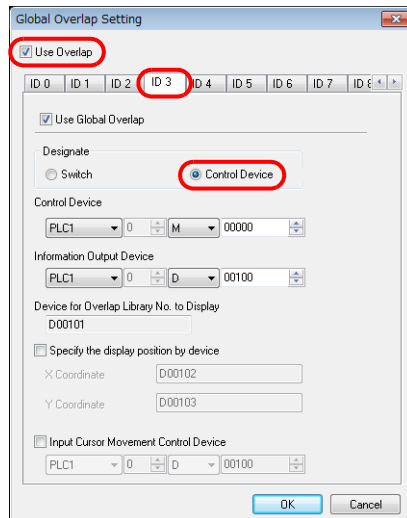 Global Overlap Setting
Use Overlap
ID 0 ID 1 ID 2 ID 3 ID 4 ID 5 ID 6 ID 7 ID 8
Use Global Overlap
Designate
Switch Control Device
Control Device
PLC1 0 M 00000
Information Output Device
PLC1 0 D 00100
Device for Overlap Library No. to Display
D00101
Specify the display position by device
X Coordinate D00102
Y Coordinate D00103
Input Cursor Movement Control Device
PLC1 0 D 00100
OK Cancel